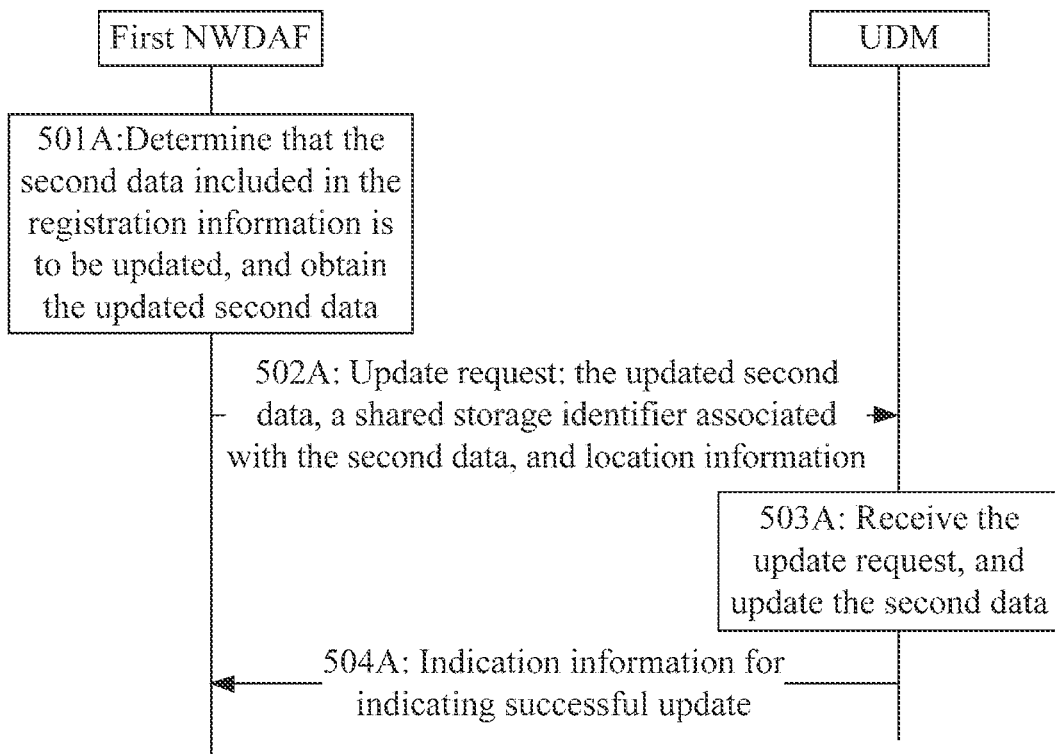 First NWDAF
UDM
501A:Determine that the
second data included in the
registration information is
to be updated, and obtain
the updated second data
502A: Update request: the updated second
data, a shared storage identifier associated
with the second data, and location information
503A: Receive the
update request, and
update the second data
504A: Indication information for
indicating successful update